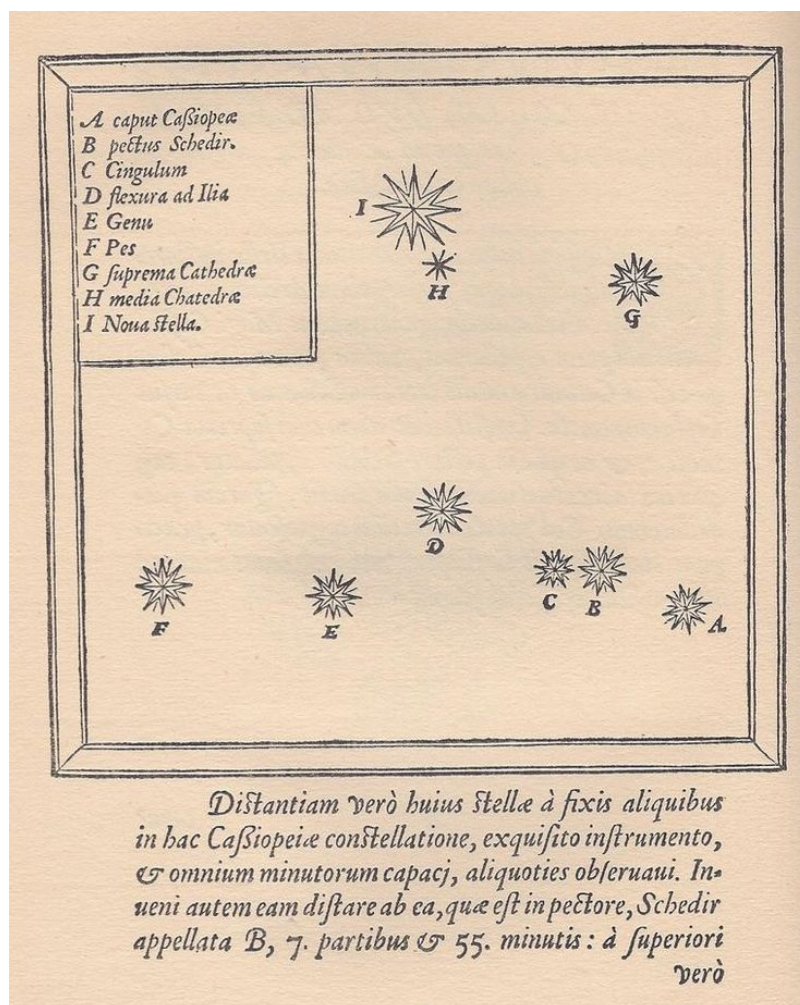 A caput Caſsiopeæ
B pectus Schedir.
C Cingulum
D flexura ad Ilia
E Genu
F Pes
G ſuprema Cathedræ
H media Chatedræ
I Noua ſtella.
I
H
G
D
F
E
C
B
A
Diſtantiam verò huius ſtellæ à fixis aliquibus
in hac Caſsiopeiæ conſtellatione, exquiſito inſtrumento,
& omnium minutorum capacj, aliquoties obſeruaui. In-
ueni autem eam diſtare ab ea, quæ eſt in pectore, Schedir
appellata B, 7. partibus & 55. minutis: à ſuperiori
verò